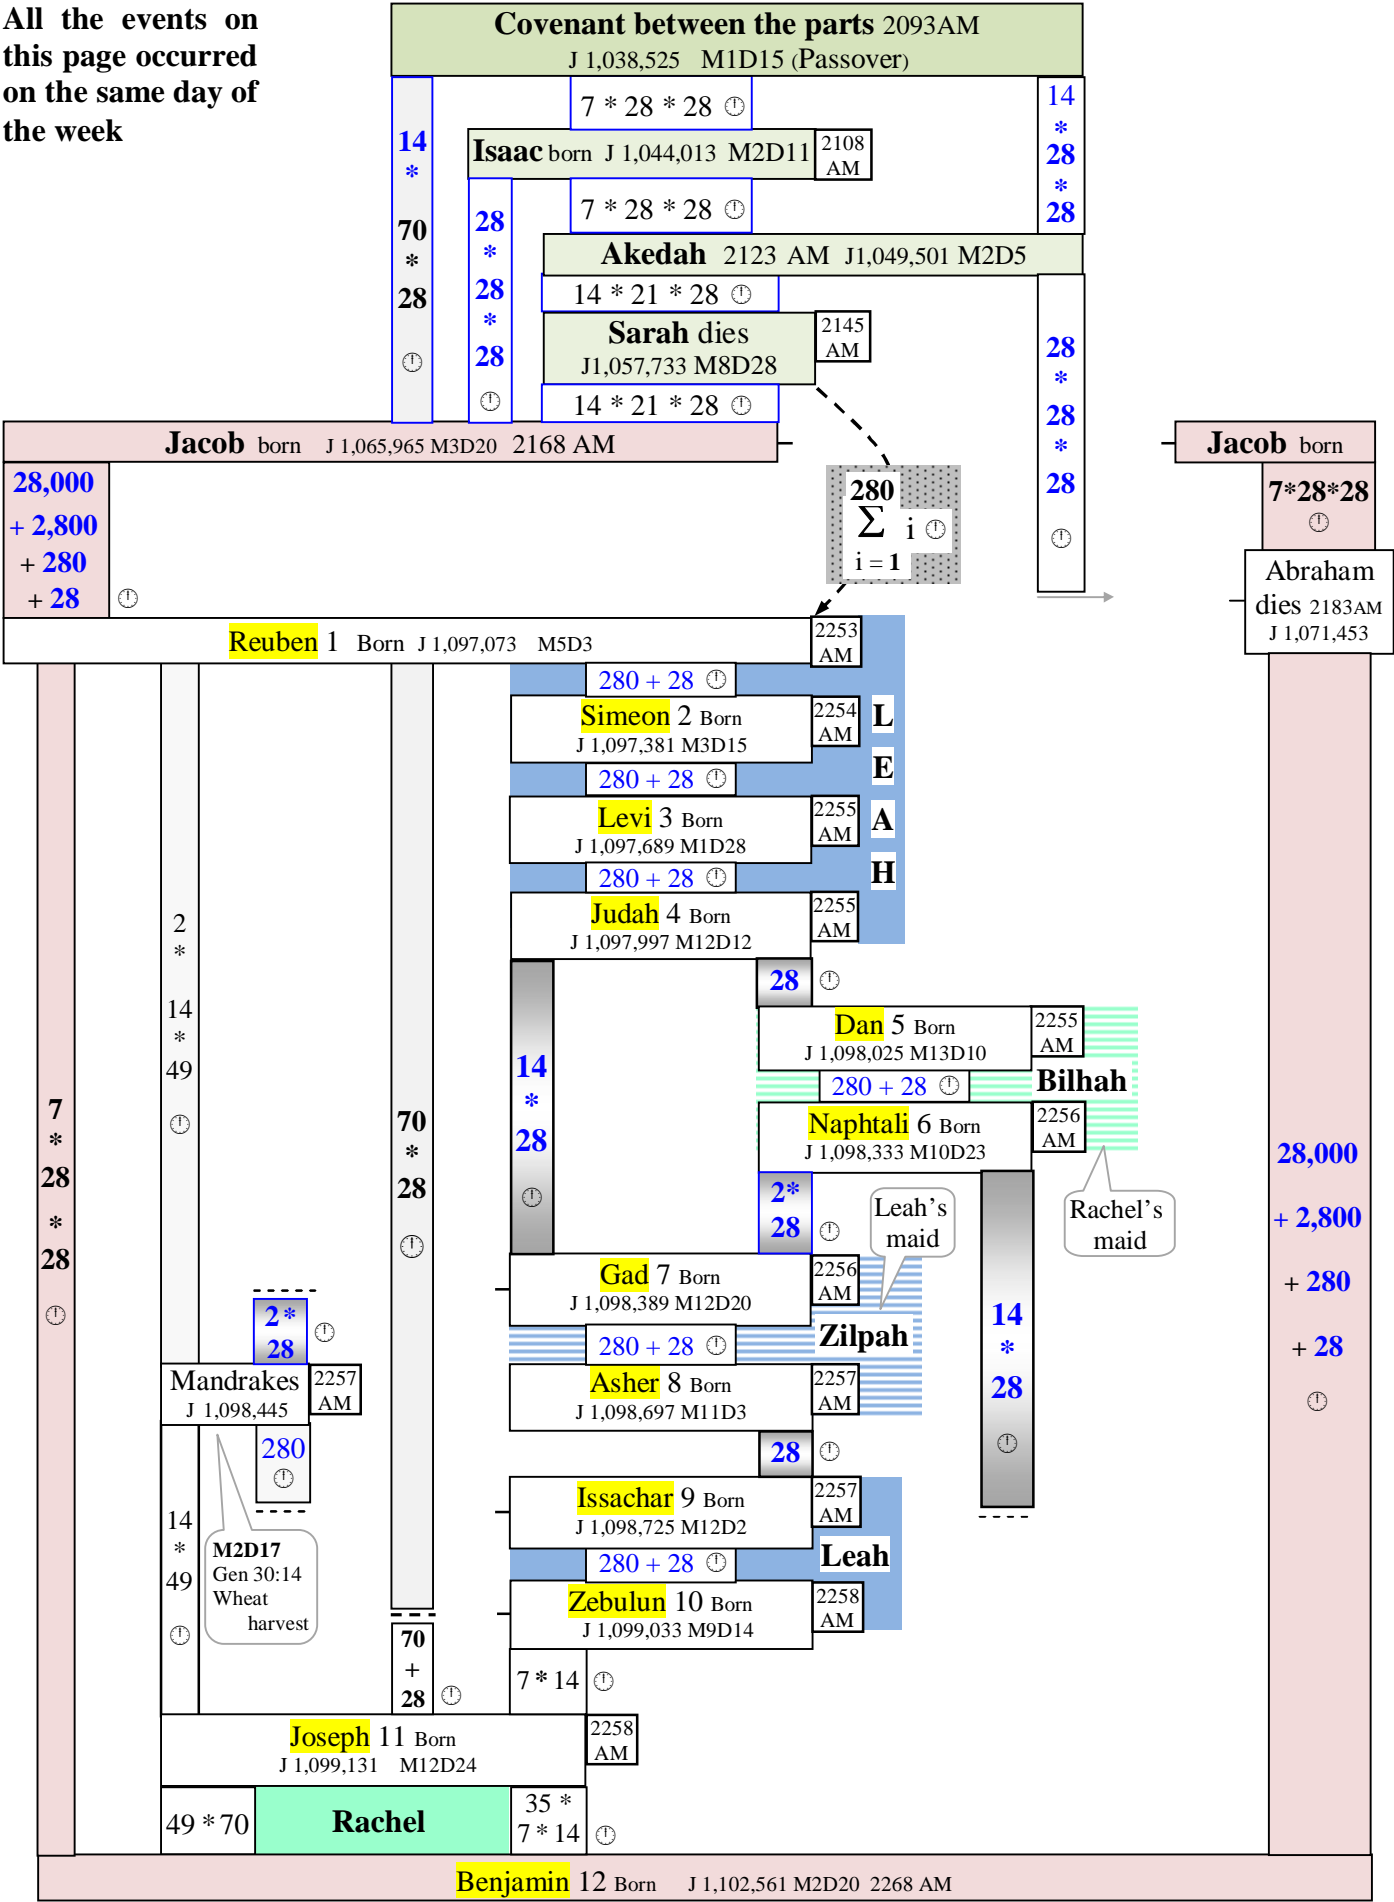 All the events on
this page occurred
on the same day of
the week
Covenant between the parts 2093AM
J 1,038,525 M1D15 (Passover)
14
*
70
*
28
7 * 28 * 28
14
*
28
*
28
Isaac born J 1,044,013 M2D11
2108
AM
28
*
28
*
28
7 * 28 * 28
Akedah 2123 AM J1,049,501 M2D5
14 * 21 * 28
Sarah dies
J1,057,733 M8D28
2145
AM
14 * 21 * 28
28
*
28
*
28
Jacob born J 1,065,965 M3D20 2168 AM
Jacob born
28,000
+ 2,800
+ 280
+ 28
280
Σ i
i = 1
7*28*28
Abraham
dies 2183AM
J 1,071,453
Reuben 1 Born J 1,097,073 M5D3
2253
AM
280 + 28
Simeon 2 Born
J 1,097,381 M3D15
2254
AM
280 + 28
Levi 3 Born
J 1,097,689 M1D28
2255
AM
280 + 28
Judah 4 Born
J 1,097,997 M12D12
2255
AM
L
E
A
H
28
Dan 5 Born
J 1,098,025 M13D10
2255
AM
280 + 28
Bilhah
Naphtali 6 Born
J 1,098,333 M10D23
2256
AM
Rachel's
maid
14
*
28
2*
28
Leah's
maid
Gad 7 Born
J 1,098,389 M12D20
2256
AM
280 + 28
Zilpah
Asher 8 Born
J 1,098,697 M11D3
2257
AM
28
14
*
28
Issachar 9 Born
J 1,098,725 M12D2
2257
AM
280 + 28
Leah
Zebulun 10 Born
J 1,099,033 M9D14
2258
AM
7 * 14
7
*
28
*
28
2
*
14
*
49
70
*
28
2*
28
Mandrakes
J 1,098,445
2257
AM
280
M2D17
Gen 30:14
Wheat
harvest
14
*
49
70
+
28
28,000
+ 2,800
+ 280
+ 28
Joseph 11 Born
J 1,099,131 M12D24
2258
AM
49 * 70
Rachel
35 *
7 * 14
Benjamin 12 Born J 1,102,561 M2D20 2268 AM